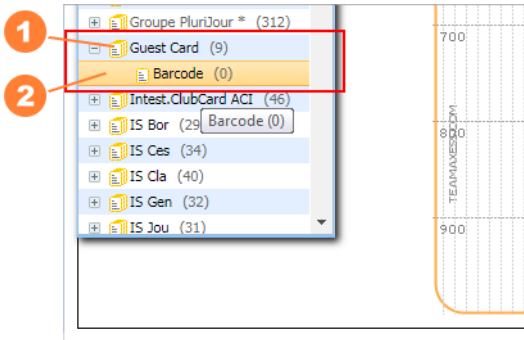 Groupe PluriJour * (312)
1
Guest Card (9)
Barcode (0)
2
Intest.ClubCard ACI (46)
IS Bor (29
Barcode (0)
IS Ces (34)
IS Cla (40)
IS Gen (32)
IS Jou (31)
700
800
TEAMAXESS.COM
900